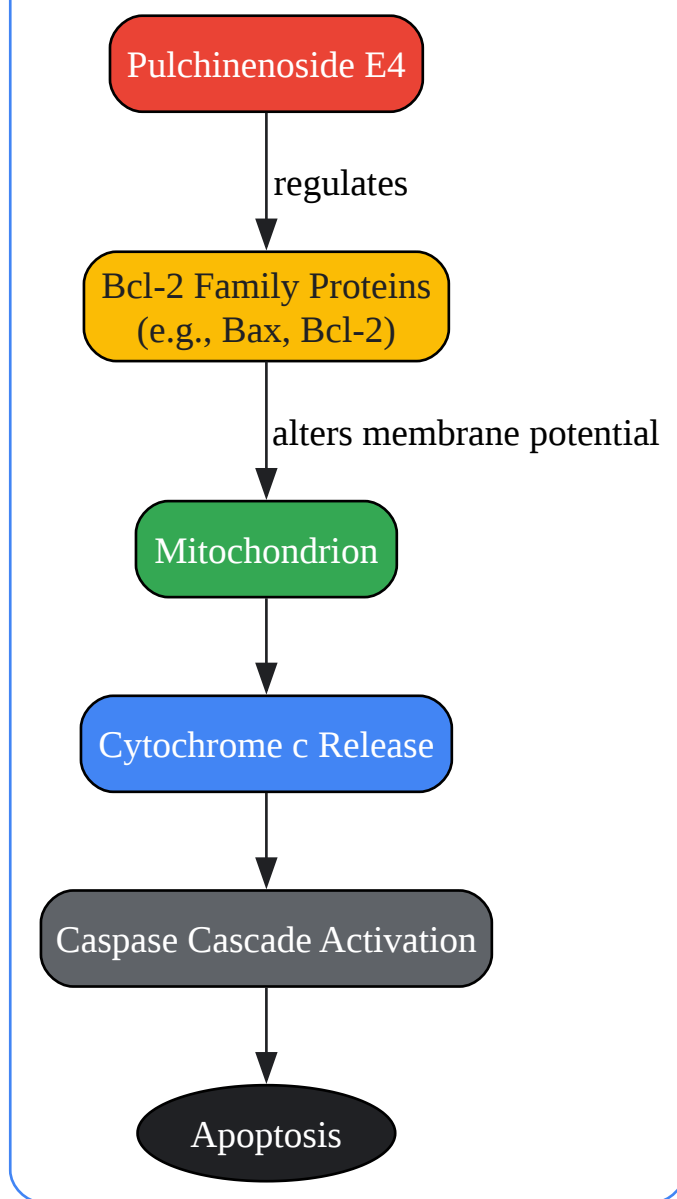 Pulchinenoside E4
regulates
Bcl-2 Family Proteins
(e.g., Bax, Bcl-2)
alters membrane potential
Mitochondrion
Cytochrome c Release
Caspase Cascade Activation
Apoptosis